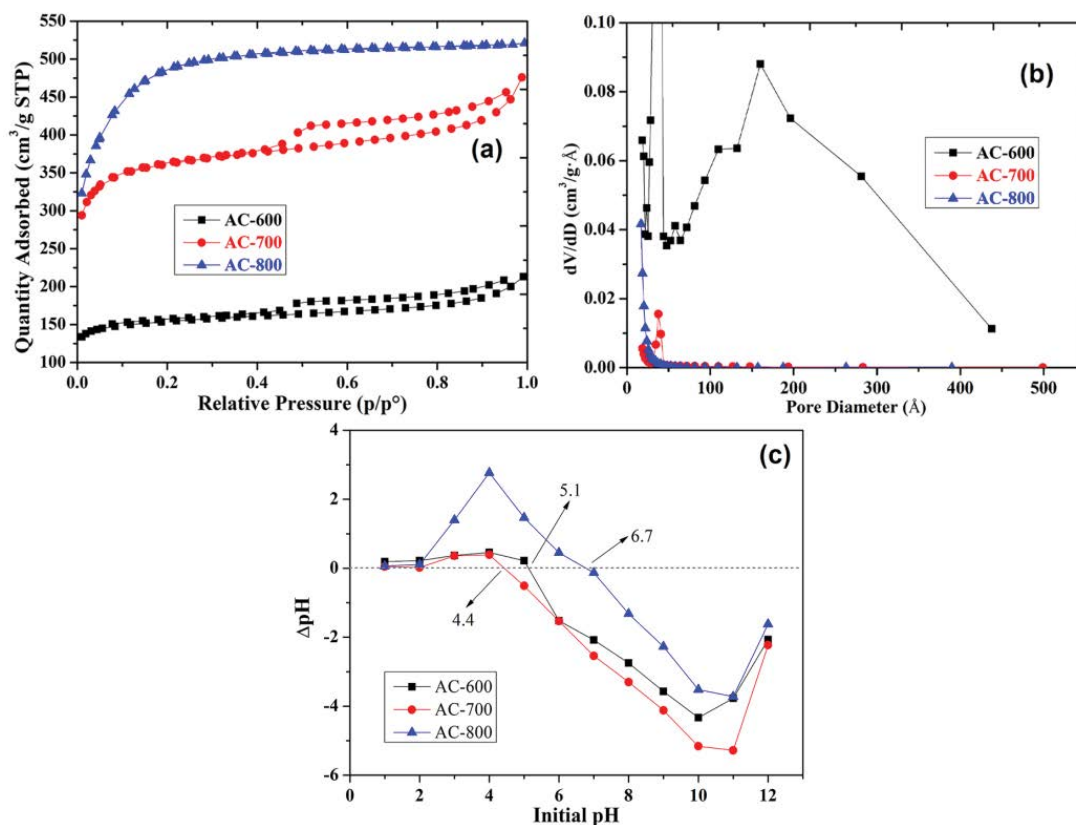 (a)
Quantity Adsorbed (cm³/g STP)
550
500
450
400
350
300
250
200
150
100
AC-600
AC-700
AC-800
0.0 0.2 0.4 0.6 0.8 1.0
Relative Pressure (p/p°)
(b)
dV/dD (cm³/g·Å)
0.10
0.08
0.06
0.04
0.02
0.00
AC-600
AC-700
AC-800
0 100 200 300 400 500
Pore Diameter (Å)
(c)
ΔpH
4
2
0
-2
-4
-6
5.1
6.7
4.4
AC-600
AC-700
AC-800
0 2 4 6 8 10 12
Initial pH